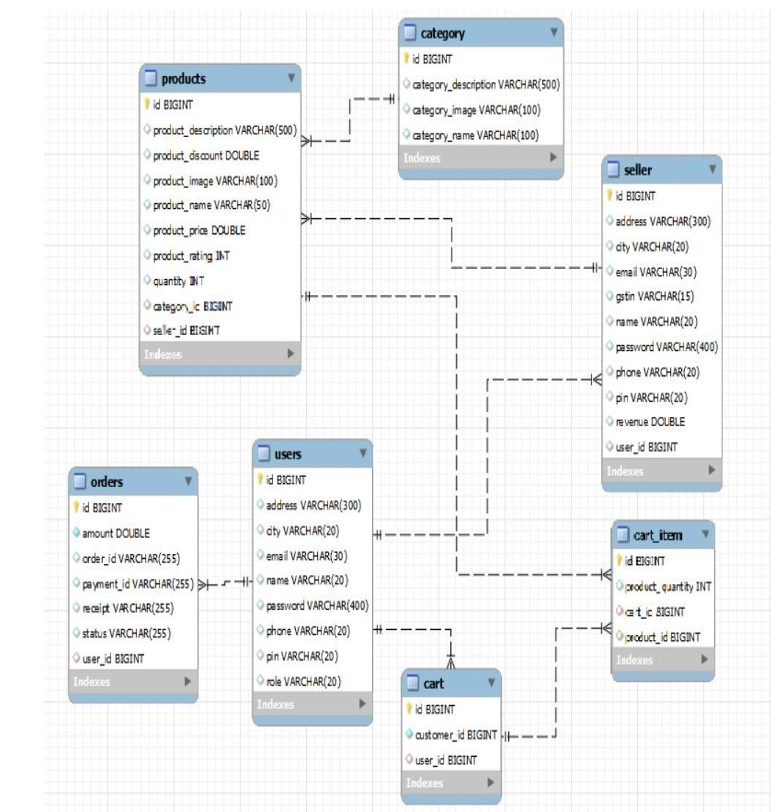 category
id BIGINT
category_description VARCHAR(500)
category_image VARCHAR(100)
category_name VARCHAR(100)
Indexes
products
id BIGINT
product_description VARCHAR(500)
product_discount DOUBLE
product_image VARCHAR(100)
product_name VARCHAR(50)
product_price DOUBLE
product_rating INT
quantity INT
category_id BIGINT
seller_id BIGINT
Indexes
seller
id BIGINT
address VARCHAR(300)
city VARCHAR(20)
email VARCHAR(30)
gstin VARCHAR(15)
name VARCHAR(20)
password VARCHAR(400)
phone VARCHAR(20)
pin VARCHAR(20)
revenue DOUBLE
user_id BIGINT
Indexes
users
id BIGINT
address VARCHAR(300)
city VARCHAR(20)
email VARCHAR(30)
name VARCHAR(20)
password VARCHAR(400)
phone VARCHAR(20)
pin VARCHAR(20)
role VARCHAR(20)
Indexes
orders
id BIGINT
amount DOUBLE
order_id VARCHAR(255)
payment_id VARCHAR(255)
receipt VARCHAR(255)
status VARCHAR(255)
user_id BIGINT
Indexes
cart_item
id BIGINT
product_quantity INT
cart_id BIGINT
product_id BIGINT
Indexes
cart
id BIGINT
customer_id BIGINT
user_id BIGINT
Indexes